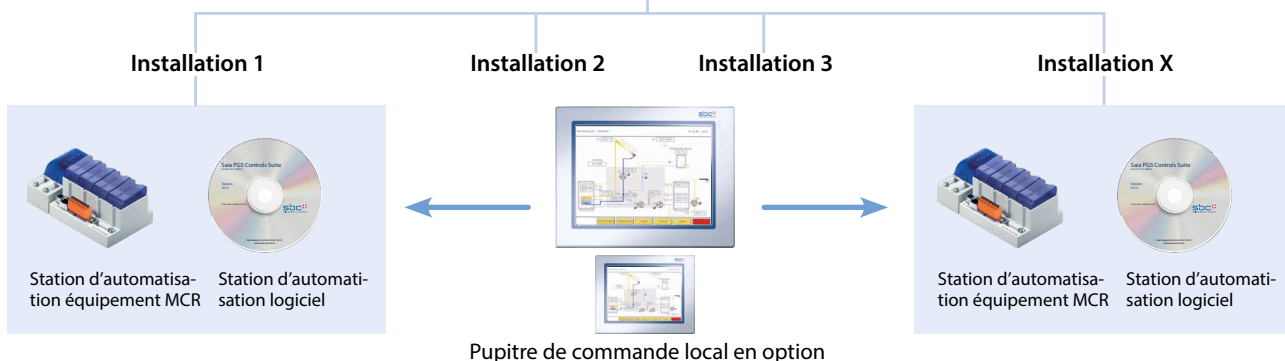 Installation 1
Installation 2
Installation 3
Installation X
sbc
Saia PG5 Controls Suite
sbc
Station d'automatisa-
tion équipement MCR
Station d'automati-
sation logiciel
Saia PG5 Controls Suite
sbc
Station d'automatisa-
tion équipement MCR
Station d'automati-
sation logiciel
Pupitre de commande local en option